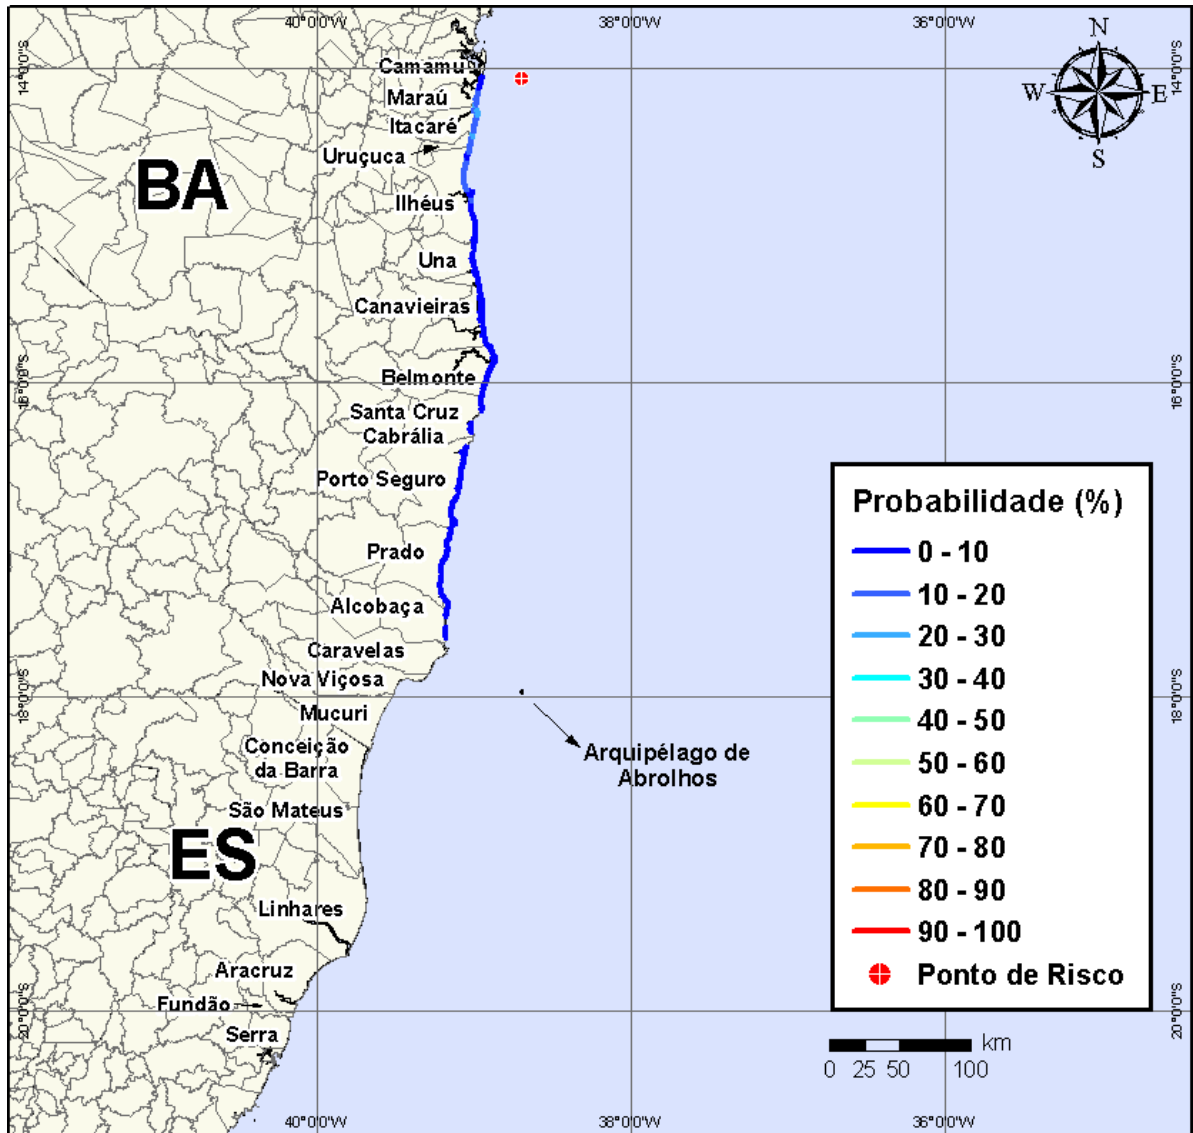 40°0'0"W
38°0'0"W
36°0'0"W
14°0'0"S
14°0'0"S
N
W
E
S
Camamu
Maraú
Itacaré
Uruçuca
BA
Ilhéus
Una
Canavieiras
Belmonte
16°0'0"S
16°0'0"S
Santa Cruz
Cabrália
Porto Seguro
Prado
Alcobaça
Caravelas
Nova Viçosa
18°0'0"S
18°0'0"S
Mucuri
Conceição
da Barra
Arquipélago de
Abrolhos
São Mateus
ES
Linhares
Aracruz
Fundão
20°0'0"S
20°0'0"S
Serra
Probabilidade (%)
0 - 10
10 - 20
20 - 30
30 - 40
40 - 50
50 - 60
60 - 70
70 - 80
80 - 90
90 - 100
Ponto de Risco
km
0 25 50 100
40°0'0"W
38°0'0"W
36°0'0"W